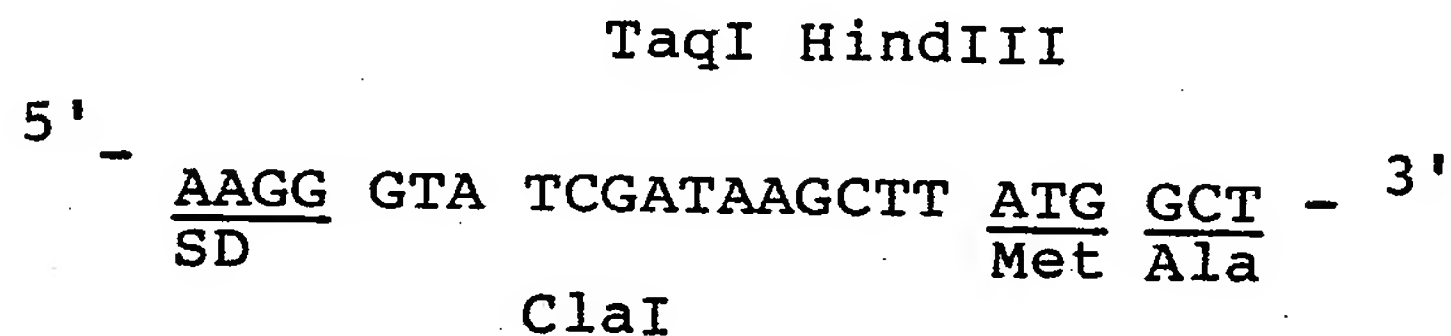 TaqI HindIII
5'- AAGG GTA TCGATAAGCTT ATG GCT - 3'
SD Met Ala
ClaI